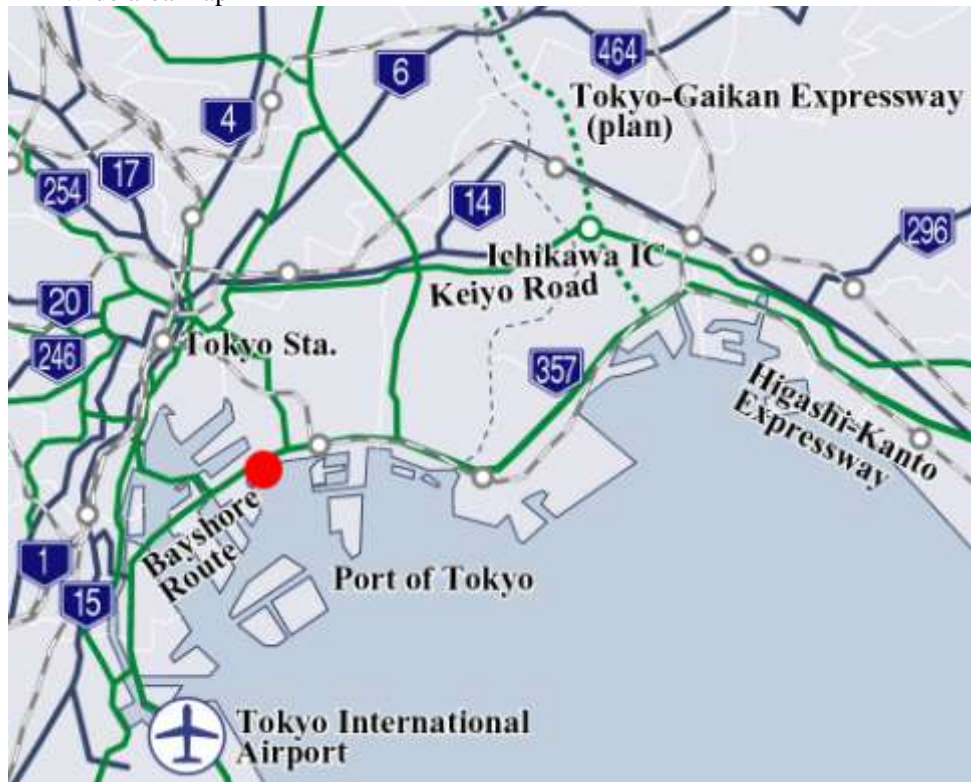 464
6
Tokyo-Gaikan Expressway
(plan)
4
17
254
14
296
Ichikawa IC
Keiyo Road
20
Tokyo Sta.
246
357
Higashi-Kanto
Expressway
Bayshore
Route
1
Port of Tokyo
15
Tokyo International
Airport